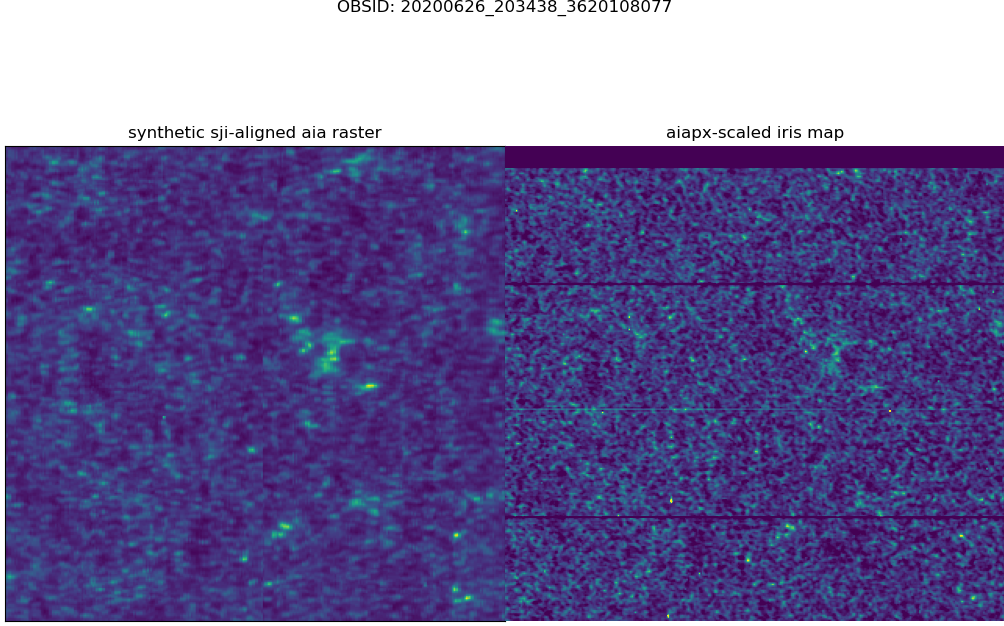 OBSID: 20200626_203438_3620108077
synthetic sji-aligned aia raster
aiapx-scaled iris map